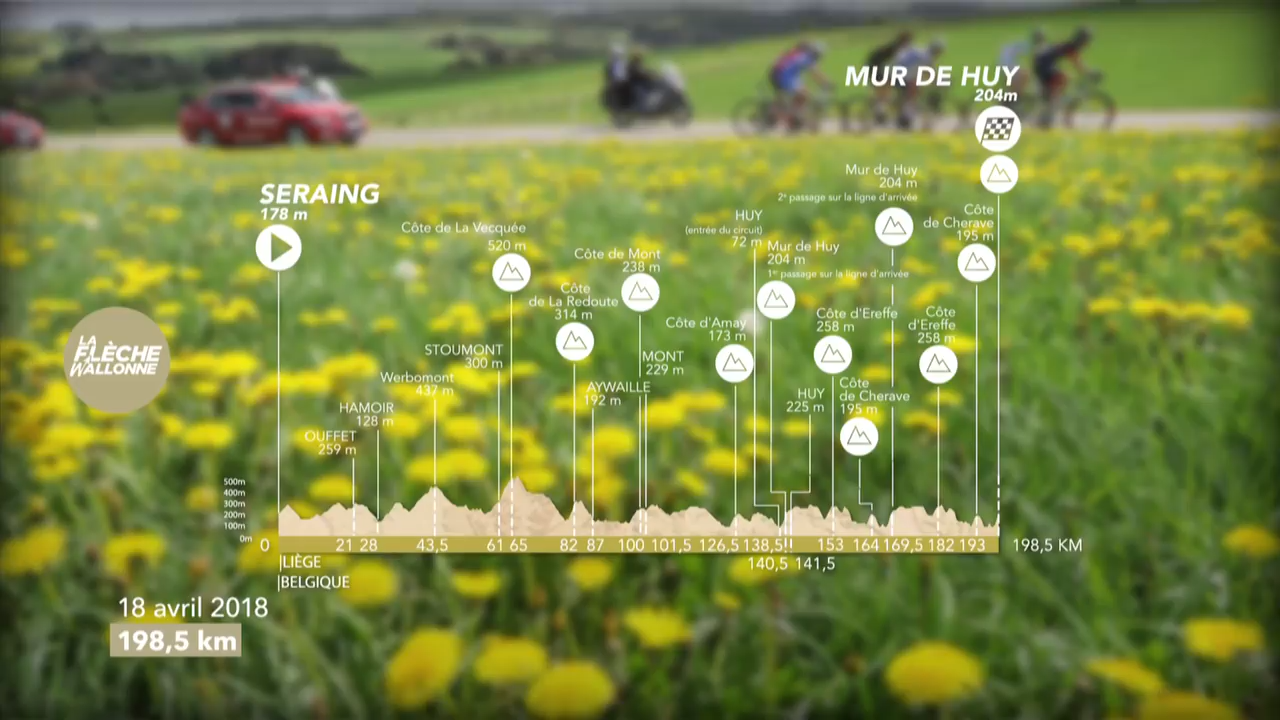 MUR DE HUY
204m
SERAING
178 m
Côte de La Vecquée
520 m
Côte de Mont
238 m
Côte
de La Redoute
314 m
HUY
(entrée du circuit)
72 m
Mur de Huy
204 m
1er passage sur la ligne d'arrivée
Mur de Huy
204 m
2e passage sur la ligne d'arrivée
Côte
de Cherave
195 m
Côte d'Amay
173 m
Côte d'Ereffe
258 m
Côte
d'Ereffe
258 m
STOUMONT
300 m
MONT
229 m
Werbomont
437 m
AYWAILLE
192 m
HUY
225 m
Côte
de Cherave
195 m
HAMOIR
128 m
OUFFET
259 m
LA
FLÈCHE
WALLONNE
500m
400m
300m
200m
100m
0m
0 21 28 43,5 61 65 82 87 100 101,5 126,5 138,5 153 164 169,5 182 193 198,5 KM
140,5 141,5
LIÈGE
BELGIQUE
18 avril 2018
198,5 km